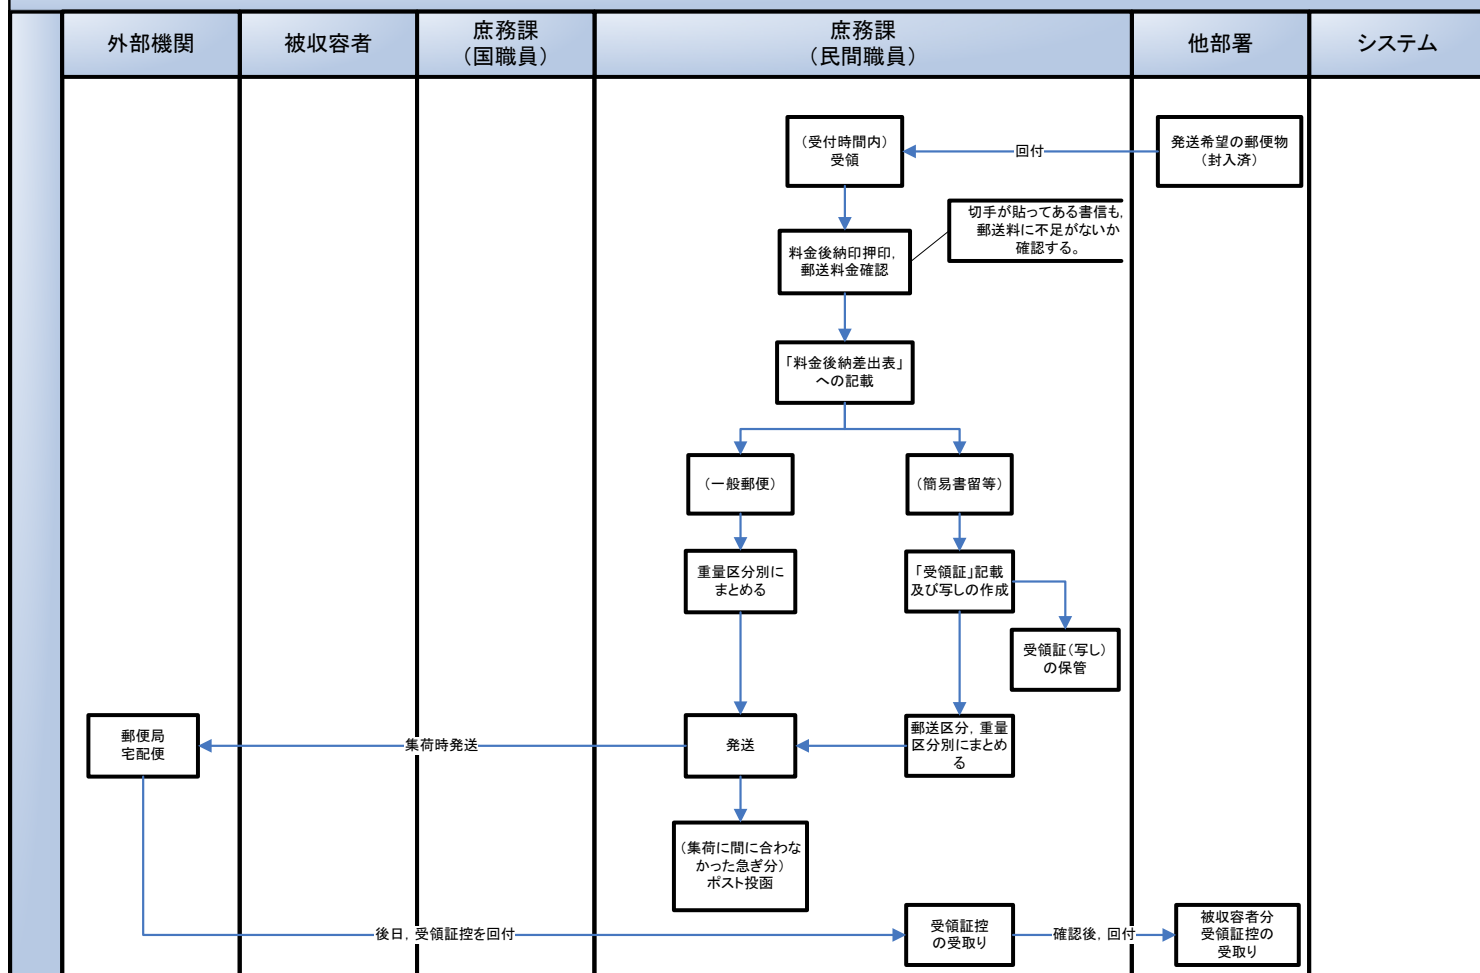 外部機関
被収容者
庶務課
（国職員）
庶務課
（民間職員）
他部署
システム
（受付時間内）
受領
回付
発送希望の郵便物
（封入済）
切手が貼ってある書信も，
郵送料に不足がないか
確認する。
料金後納印押印，
郵送料金確認
「料金後納差出表」
への記載
（一般郵便）
（簡易書留等）
重量区分別に
まとめる
「受領証」記載
及び写しの作成
受領証（写し）
の保管
郵便局
宅配便
集荷時発送
発送
郵送区分，重量
区分別にまとめ
る
（集荷に間に合わな
かった急ぎ分）
ポスト投函
後日，受領証控を回付
受領証控
の受取り
確認後，回付
被収容者分
受領証控の
受取り